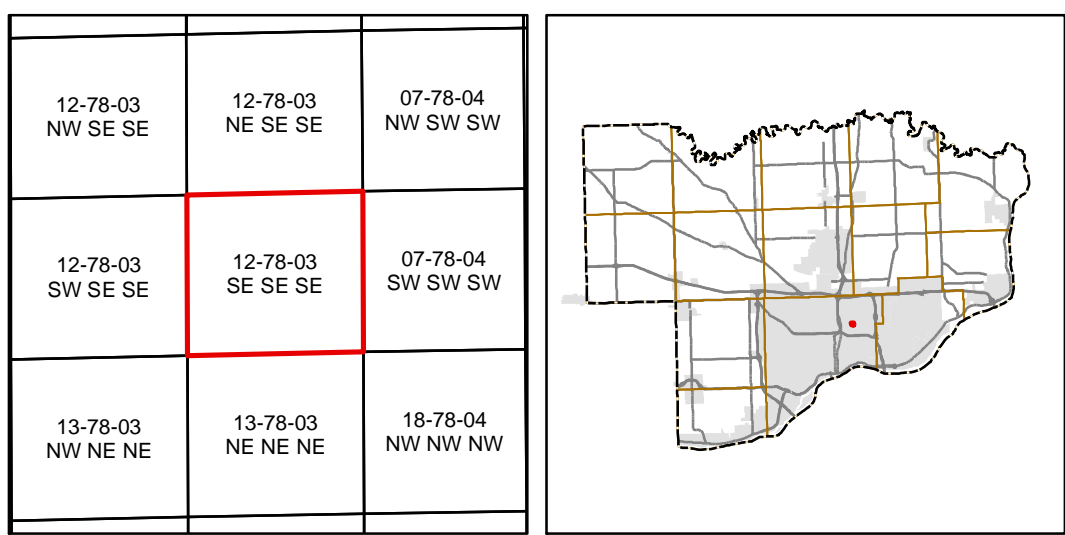 12-78-03
NW SE SE
12-78-03
NE SE SE
07-78-04
NW SW SW
12-78-03
SW SE SE
12-78-03
SE SE SE
07-78-04
SW SW SW
13-78-03
NW NE NE
13-78-03
NE NE NE
18-78-04
NW NW NW